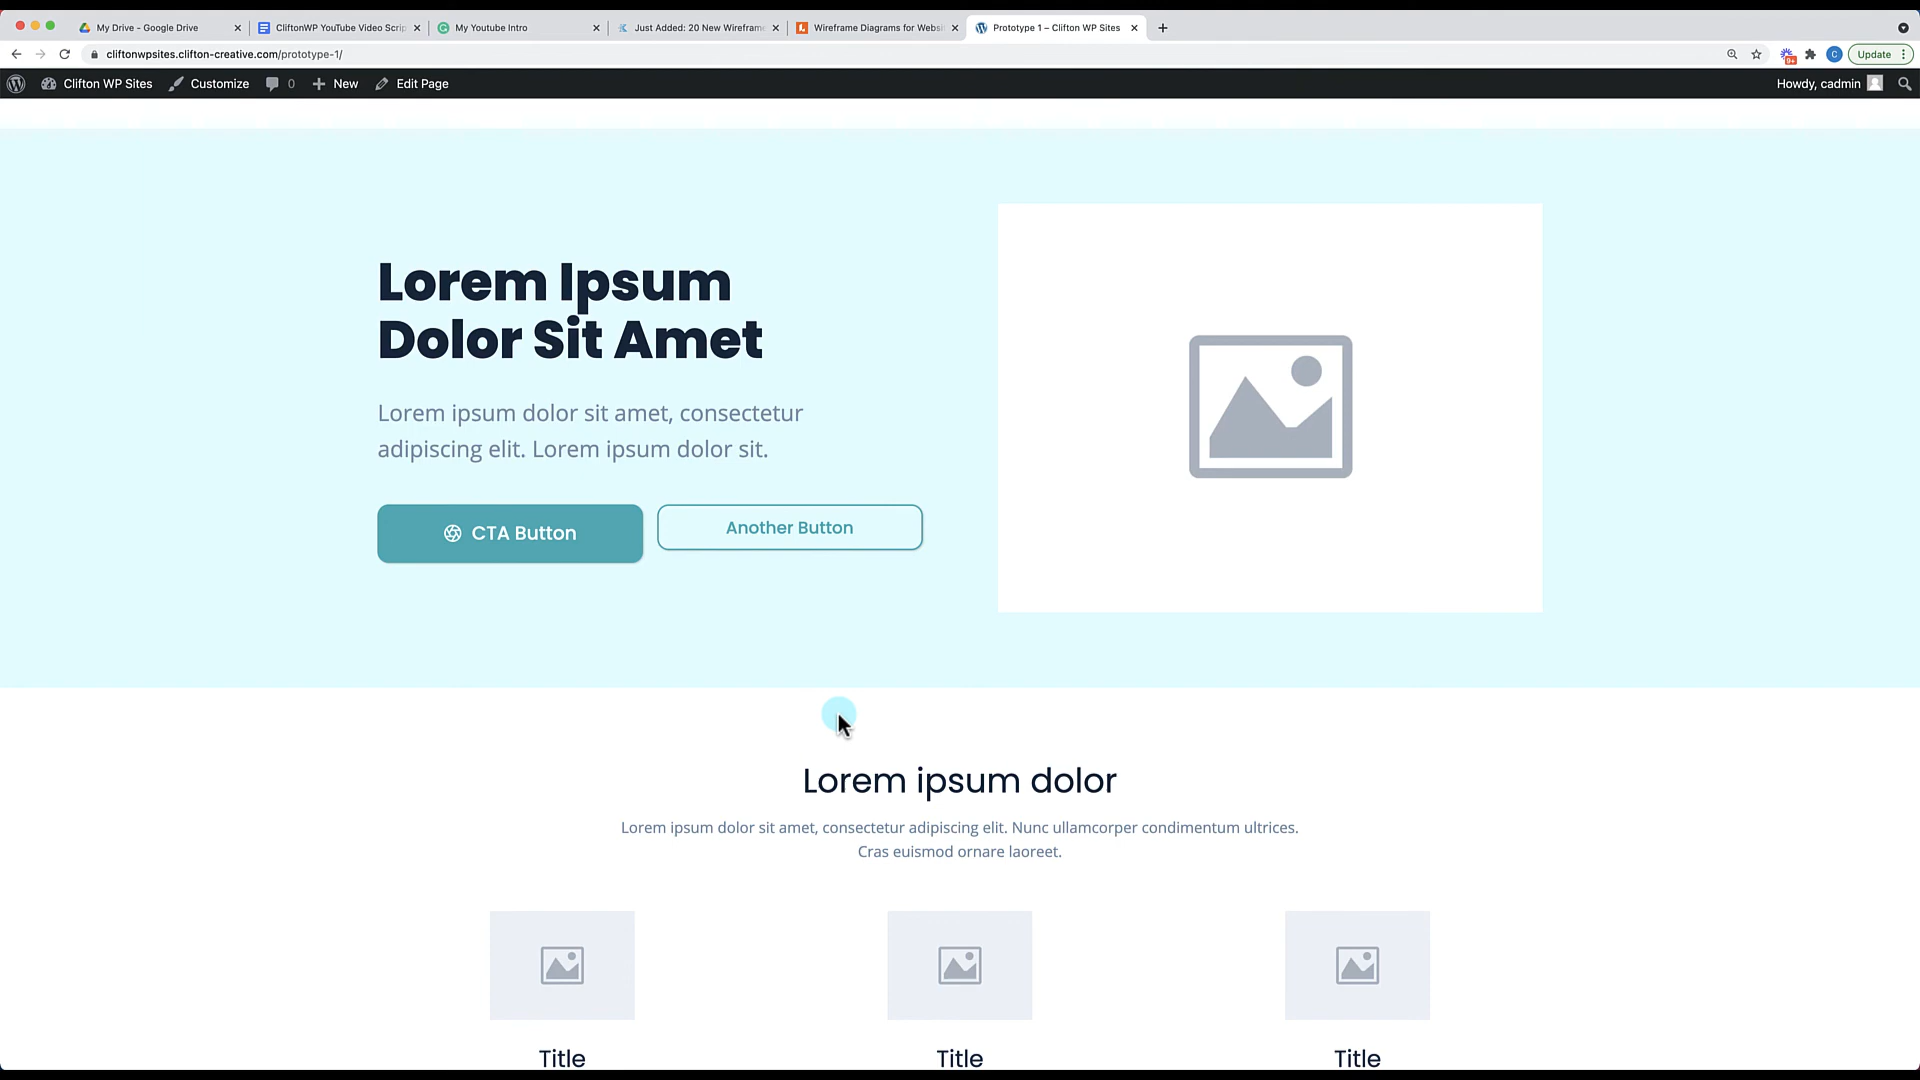 My Drive - Google Drive
CliftonWP YouTube Video Scrip
My Youtube Intro
Just Added: 20 New Wirefram
Wireframe Diagrams for Websi
Prototype 1 – Clifton WP Sites
cliftonwpsites.clifton-creative.com/prototype-1/
9+
C
Update
Clifton WP Sites
Customize
0
New
Edit Page
Howdy, cadmin
Lorem Ipsum
Dolor Sit Amet
Lorem ipsum dolor sit amet, consectetur
adipiscing elit. Lorem ipsum dolor sit.
CTA Button
Another Button
Lorem ipsum dolor
Lorem ipsum dolor sit amet, consectetur adipiscing elit. Nunc ullamcorper condimentum ultrices.
Cras euismod ornare laoreet.
Title
Title
Title